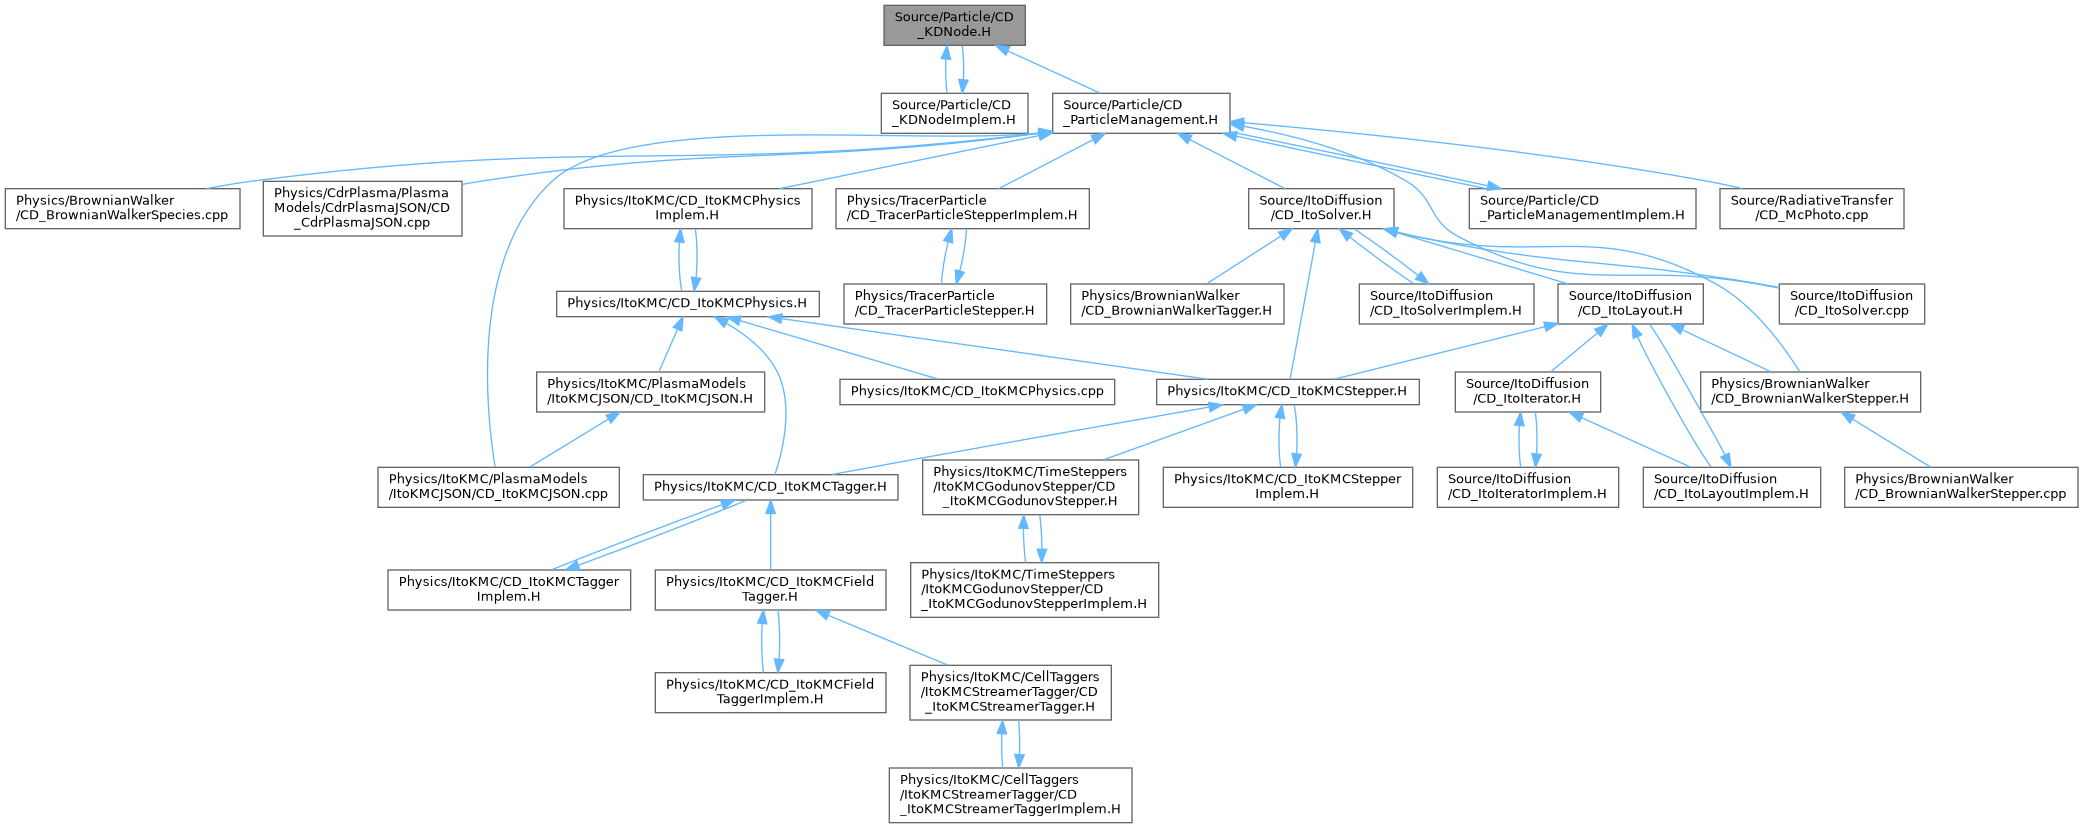 Source/Particle/CD
_KDNode.H
Source/Particle/CD
_KDNodeImplem.H
Source/Particle/CD
_ParticleManagement.H
Physics/BrownianWalker
/CD_BrownianWalkerSpecies.cpp
Physics/CdrPlasma/Plasma
Models/CdrPlasmaJSON/CD
_CdrPlasmaJSON.cpp
Physics/ItoKMC/CD_ItoKMCPhysics
Implem.H
Physics/TracerParticle
/CD_TracerParticleStepperImplem.H
Source/ItoDiffusion
/CD_ItoSolver.H
Source/Particle/CD
_ParticleManagementImplem.H
Source/RadiativeTransfer
/CD_McPhoto.cpp
Physics/ItoKMC/CD_ItoKMCPhysics.H
Physics/TracerParticle
/CD_TracerParticleStepper.H
Physics/BrownianWalker
/CD_BrownianWalkerTagger.H
Source/ItoDiffusion
/CD_ItoSolverImplem.H
Source/ItoDiffusion
/CD_ItoLayout.H
Source/ItoDiffusion
/CD_ItoSolver.cpp
Physics/ItoKMC/PlasmaModels
/ItoKMCJSON/CD_ItoKMCJSON.H
Physics/ItoKMC/CD_ItoKMCPhysics.cpp
Physics/ItoKMC/CD_ItoKMCStepper.H
Source/ItoDiffusion
/CD_ItoIterator.H
Physics/BrownianWalker
/CD_BrownianWalkerStepper.H
Physics/ItoKMC/PlasmaModels
/ItoKMCJSON/CD_ItoKMCJSON.cpp
Physics/ItoKMC/CD_ItoKMCTagger.H
Physics/ItoKMC/TimeSteppers
/ItoKMCGodunovStepper/CD
_ItoKMCGodunovStepper.H
Physics/ItoKMC/CD_ItoKMCStepper
Implem.H
Source/ItoDiffusion
/CD_ItoIteratorImplem.H
Source/ItoDiffusion
/CD_ItoLayoutImplem.H
Physics/BrownianWalker
/CD_BrownianWalkerStepper.cpp
Physics/ItoKMC/CD_ItoKMCTagger
Implem.H
Physics/ItoKMC/CD_ItoKMCField
Tagger.H
Physics/ItoKMC/TimeSteppers
/ItoKMCGodunovStepper/CD
_ItoKMCGodunovStepperImplem.H
Physics/ItoKMC/CD_ItoKMCField
TaggerImplem.H
Physics/ItoKMC/CellTaggers
/ItoKMCStreamerTagger/CD
_ItoKMCStreamerTagger.H
Physics/ItoKMC/CellTaggers
/ItoKMCStreamerTagger/CD
_ItoKMCStreamerTaggerImplem.H